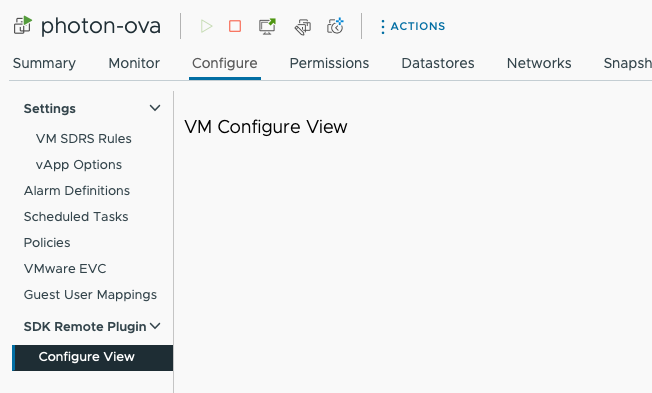 photon-ova
ACTIONS
Summary Monitor Configure Permissions Datastores Networks Snapsh
Settings
VM SDRS Rules
vApp Options
Alarm Definitions
Scheduled Tasks
Policies
VMware EVC
Guest User Mappings
SDK Remote Plugin
Configure View
VM Configure View